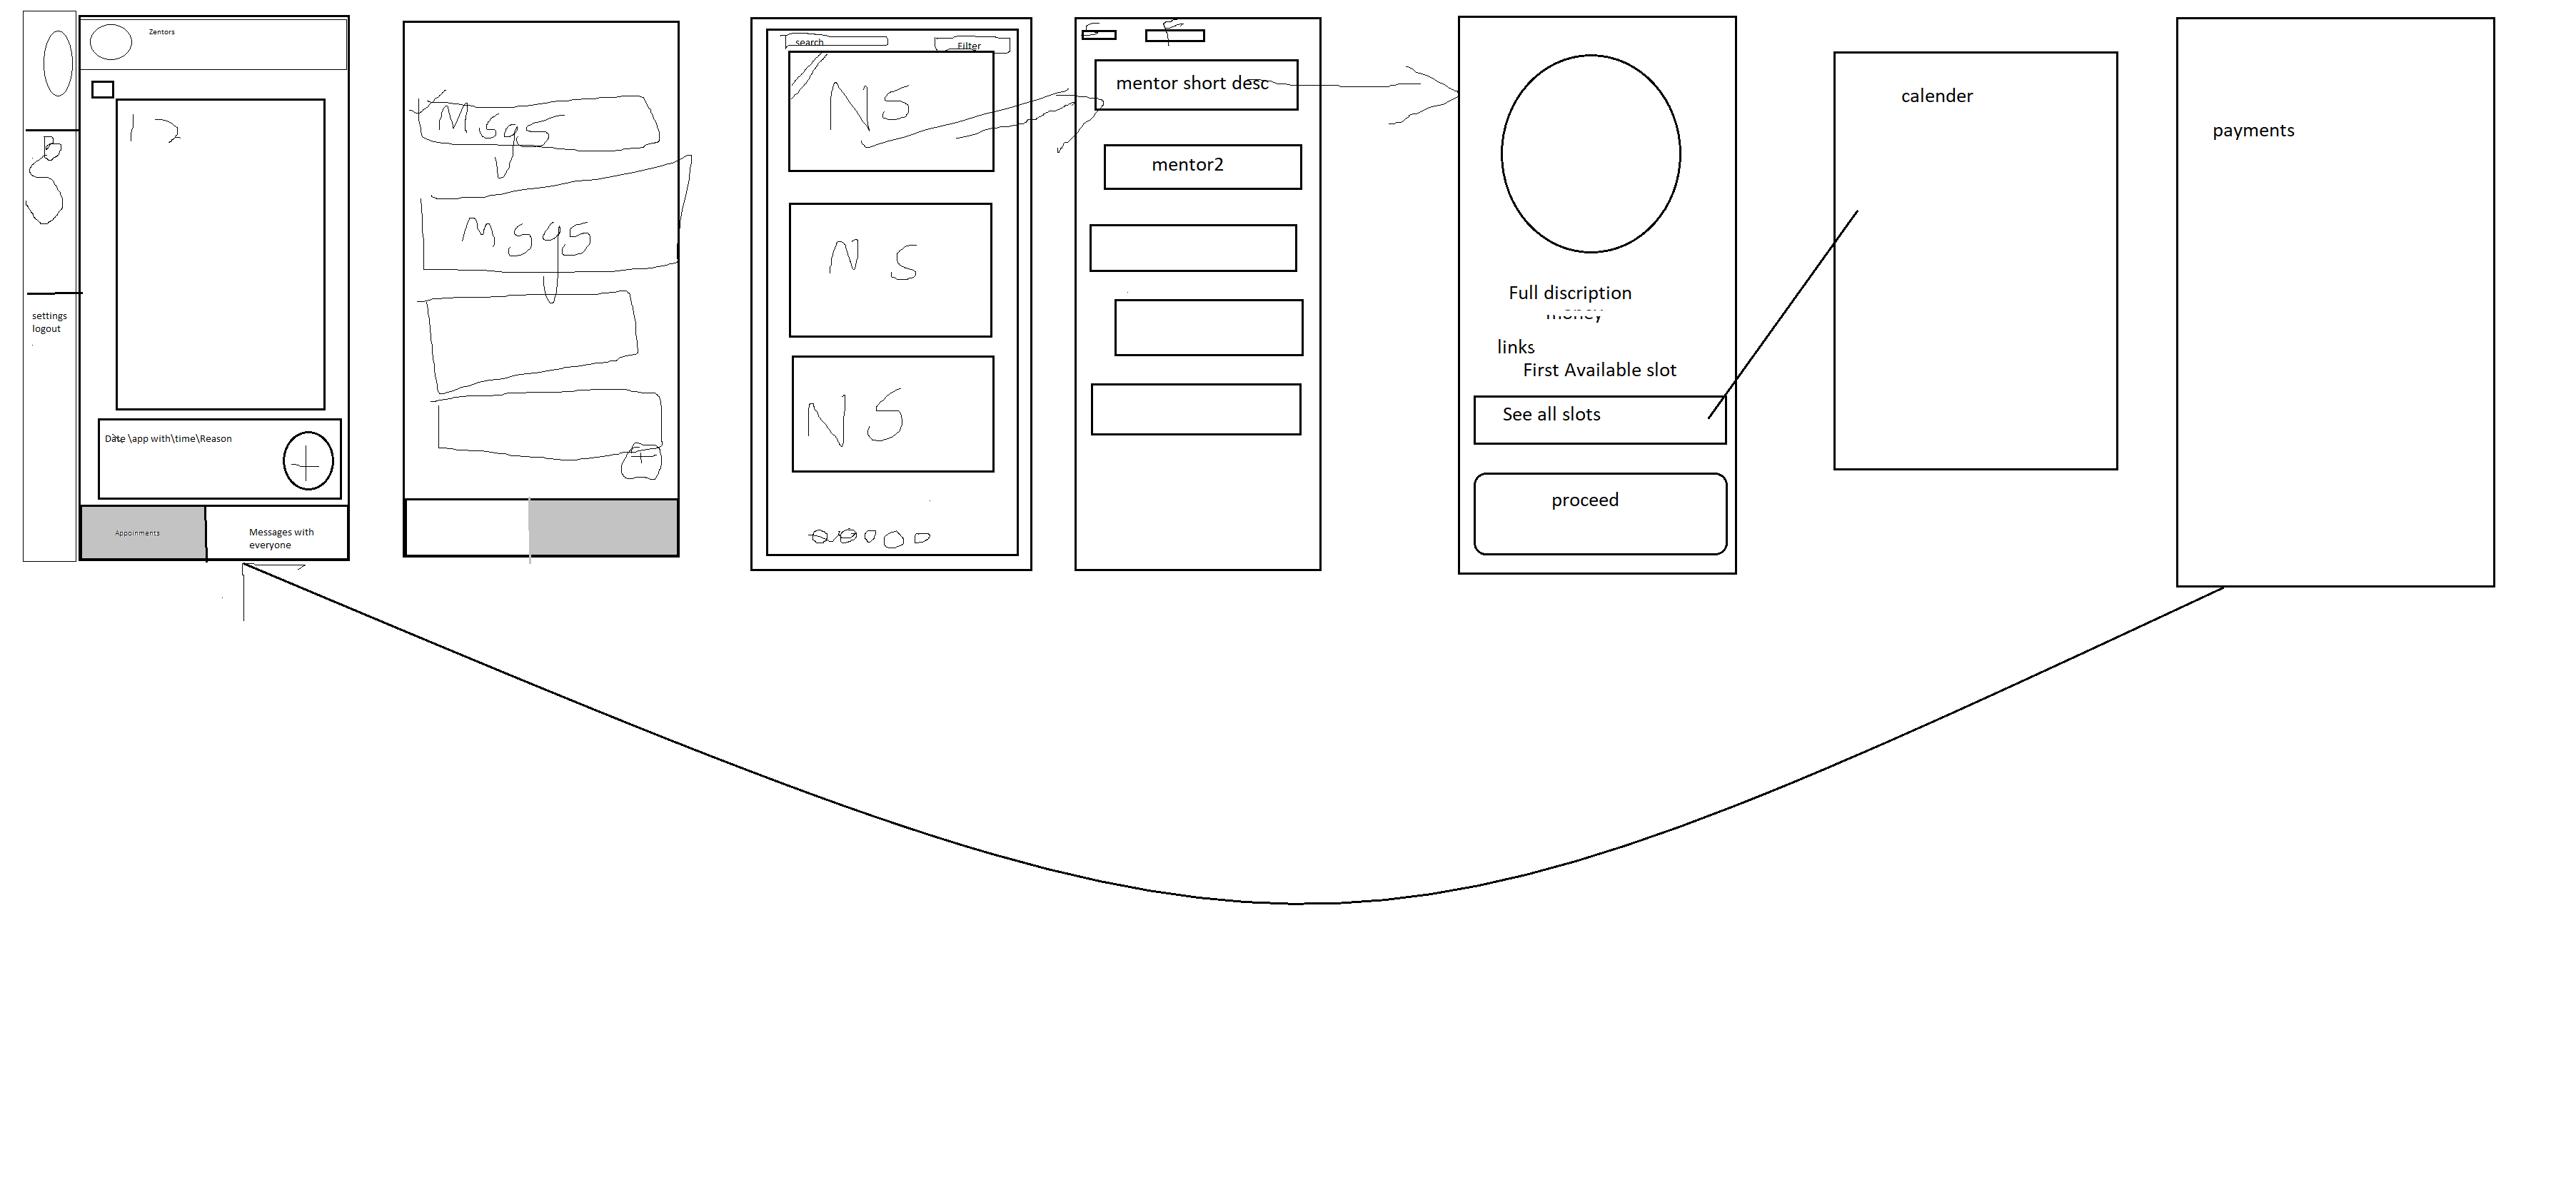 Zentors
settings
logout
Date \app with\time\Reason
Appoinments
Messages with
everyone
Msgs
Msgs
search
Filter
NS
NS
NS
mentor short desc
mentor2
Full discription
money
links
First Available slot
See all slots
proceed
calender
payments